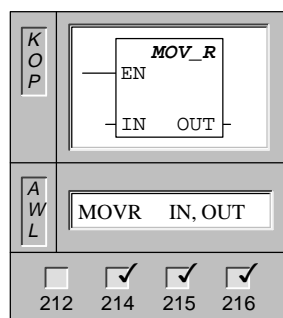 K
O
P
MOV_R
EN
IN OUT
A
W
L
MOVR IN, OUT
212 214 215 216